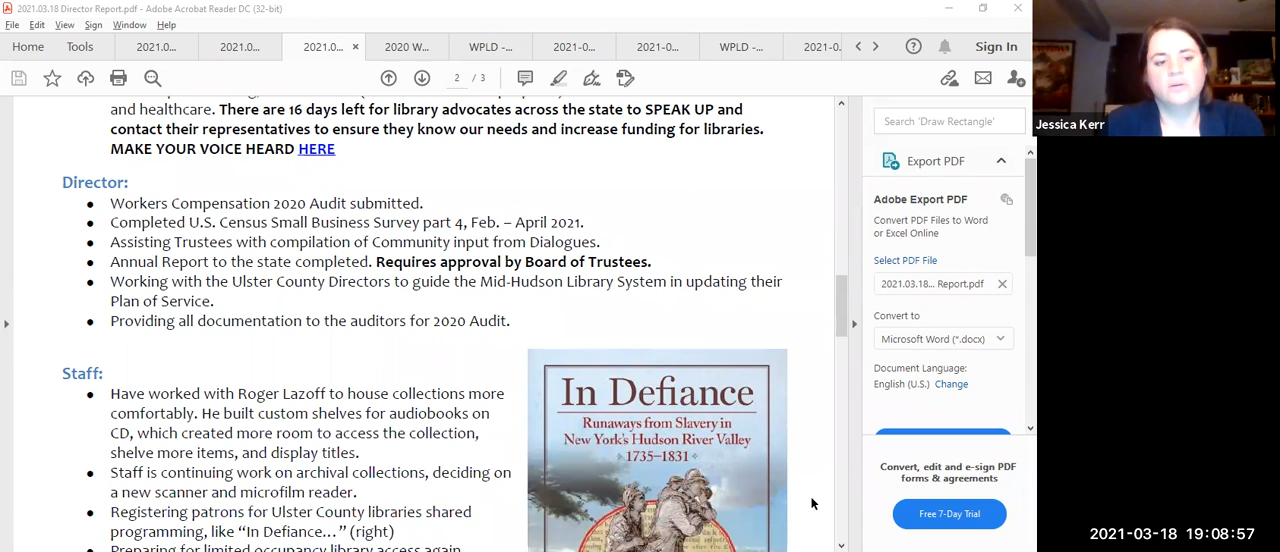 2021.03.18 Director Report.pdf - Adobe Acrobat Reader DC (32-bit)
File Edit View Sign Window Help
Home Tools 2021.0... 2021.0... 2021.0... × 2020 W... WPLD -... 2021-0... 2021-0... WPLD -... 2021-0. Sign In
2 / 3
and healthcare. There are 16 days left for library advocates across the state to SPEAK UP and
contact their representatives to ensure they know our needs and increase funding for libraries.
MAKE YOUR VOICE HEARD HERE
Director:
• Workers Compensation 2020 Audit submitted.
• Completed U.S. Census Small Business Survey part 4, Feb. – April 2021.
• Assisting Trustees with compilation of Community input from Dialogues.
• Annual Report to the state completed. Requires approval by Board of Trustees.
• Working with the Ulster County Directors to guide the Mid-Hudson Library System in updating their
Plan of Service.
• Providing all documentation to the auditors for 2020 Audit.
Staff:
• Have worked with Roger Lazoff to house collections more
comfortably. He built custom shelves for audiobooks on
CD, which created more room to access the collection,
shelve more items, and display titles.
• Staff is continuing work on archival collections, deciding on
a new scanner and microfilm reader.
• Registering patrons for Ulster County libraries shared
programming, like “In Defiance...” (right)
• Preparing for limited occupancy library access again
In Defiance
Runaways from Slavery in
New York's Hudson River Valley
1735–1831
Search 'Draw Rectangle'
Export PDF
Adobe Export PDF
Convert PDF Files to Word
or Excel Online
Select PDF File
2021.03.18... Report.pdf
Convert to
Microsoft Word (*.docx)
Document Language:
English (U.S.) Change
Convert, edit and e-sign PDF
forms & agreements
Free 7-Day Trial
Jessica Kerr
2021-03-18 19:08:57